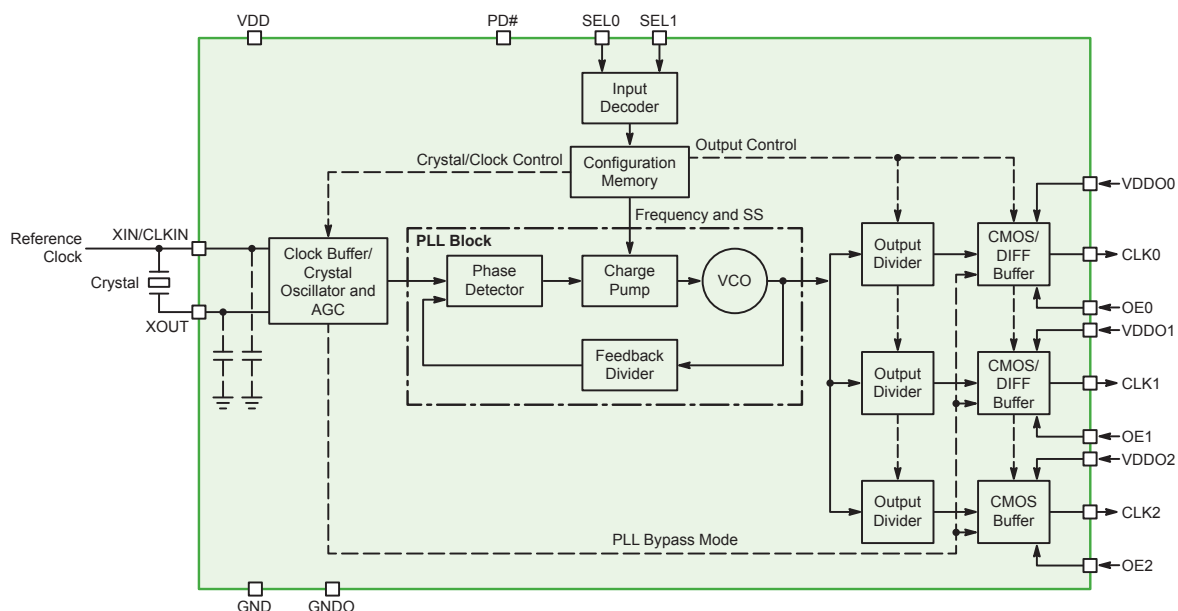 VDD
PD#
SEL0
SEL1
Input
Decoder
Crystal/Clock Control
Configuration
Memory
Output Control
Frequency and SS
VDDO0
Reference
Clock
XIN/CLKIN
Crystal
XOUT
Clock Buffer/
Crystal
Oscillator and
AGC
PLL Block
Phase
Detector
Charge
Pump
VCO
Feedback
Divider
Output
Divider
CMOS/
DIFF
Buffer
CLK0
OE0
VDDO1
Output
Divider
CMOS/
DIFF
Buffer
CLK1
OE1
VDDO2
Output
Divider
CMOS
Buffer
CLK2
OE2
PLL Bypass Mode
GND
GNDO